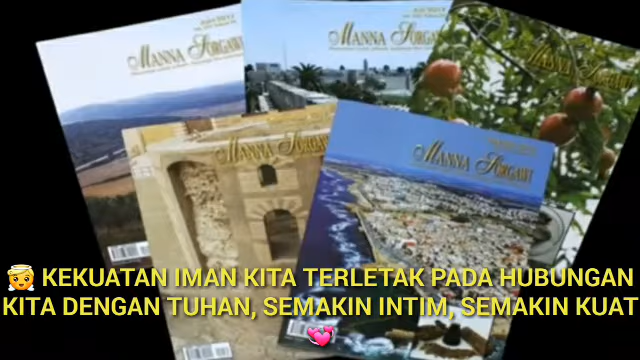 MANNA SORGAWI
MANNA SORGAWI
MANNA SORGAWI
MANNA SORGAWI
MANNA SORGAWI
KEKUATAN IMAN KITA TERLETAK PADA HUBUNGAN
KITA DENGAN TUHAN, SEMAKIN INTIM, SEMAKIN KUAT